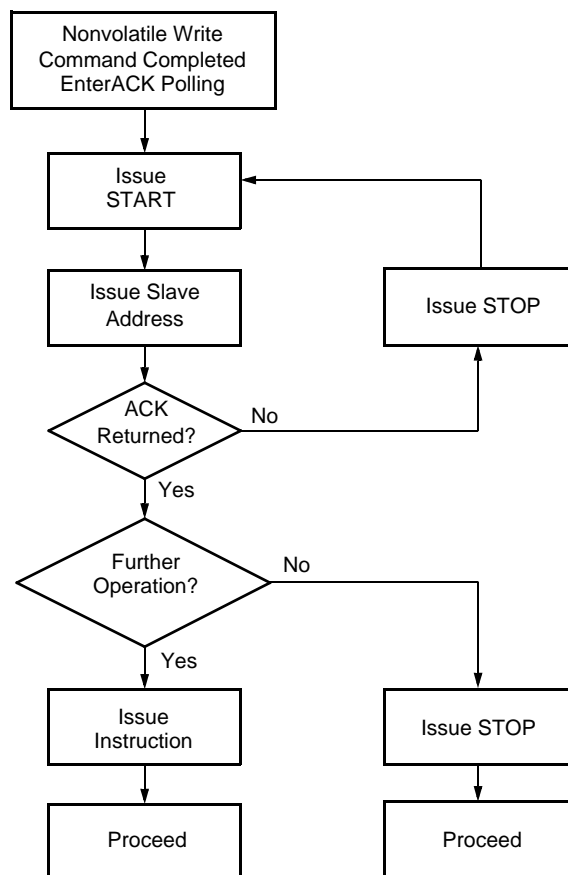 Nonvolatile Write
Command Completed
EnterACK Polling
Issue
START
Issue Slave
Address
Issue STOP
ACK
Returned?
No
Yes
Further
Operation?
No
Yes
Issue
Instruction
Issue STOP
Proceed
Proceed